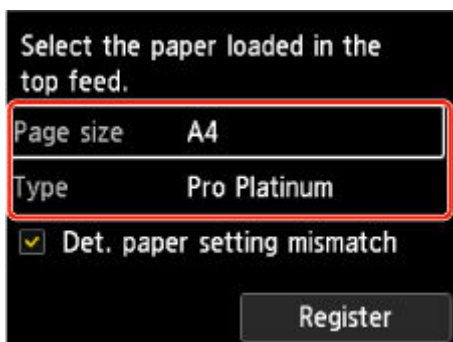 Select the paper loaded in the
top feed.
Page size A4
Type Pro Platinum
Det. paper setting mismatch
Register